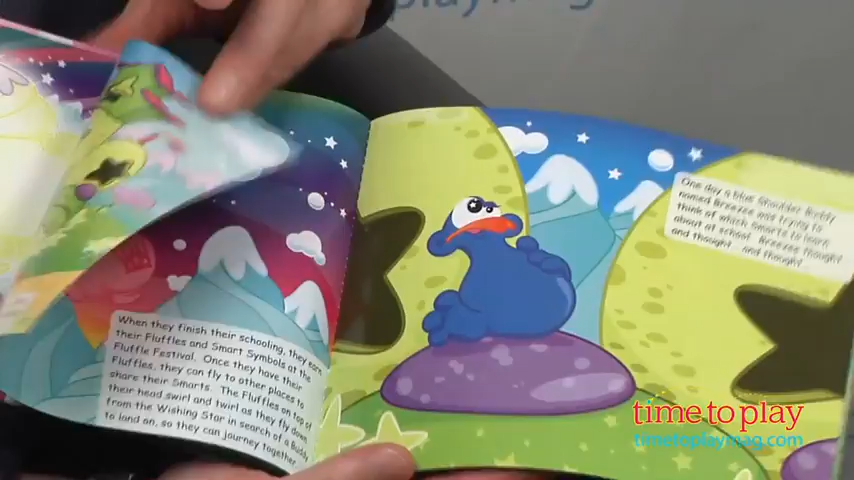 playmag
When they finish their schooling, they earn
their Fluffles and Smart Symbols at the
Fluffle Festival. Once they have their
Fluffles, they can fly to other places to
share their Smarts. The Fluffles on top of
their head swirl and twirl as they fly down
from the Wishing Star in search of a Buddy
to land on, so they can journey together.
One day a blue Shoulder Buddy
named Breezee was trying to
think of which Smarts to learn
about at school. Breezee thought
and thought... and thought.
time to play
timetoplaymag.com